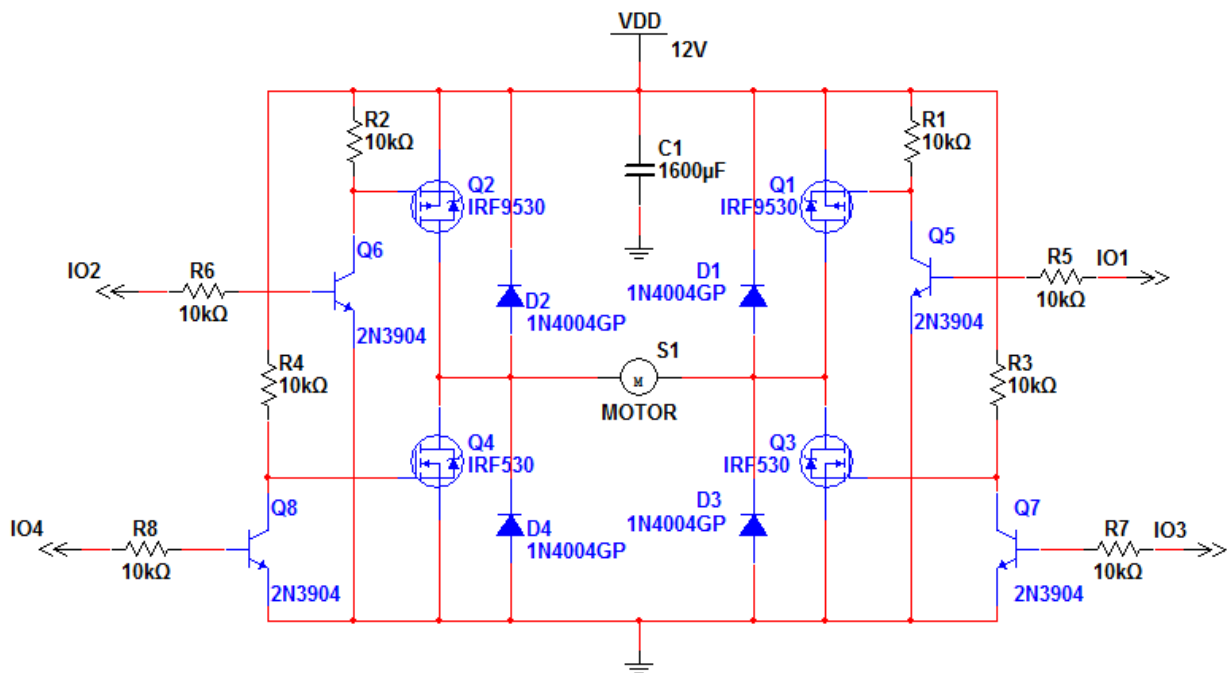 VDD
12V
R2
10kΩ
R1
10kΩ
C1
1600µF
Q2
IRF9530
Q1
IRF9530
Q6
Q5
IO2
R6
10kΩ
R5
10kΩ
IO1
D2
1N4004GP
D1
1N4004GP
2N3904
2N3904
R4
10kΩ
S1
M
MOTOR
R3
10kΩ
Q4
IRF530
Q3
IRF530
Q8
D4
1N4004GP
D3
1N4004GP
Q7
IO4
R8
10kΩ
R7
10kΩ
IO3
2N3904
2N3904